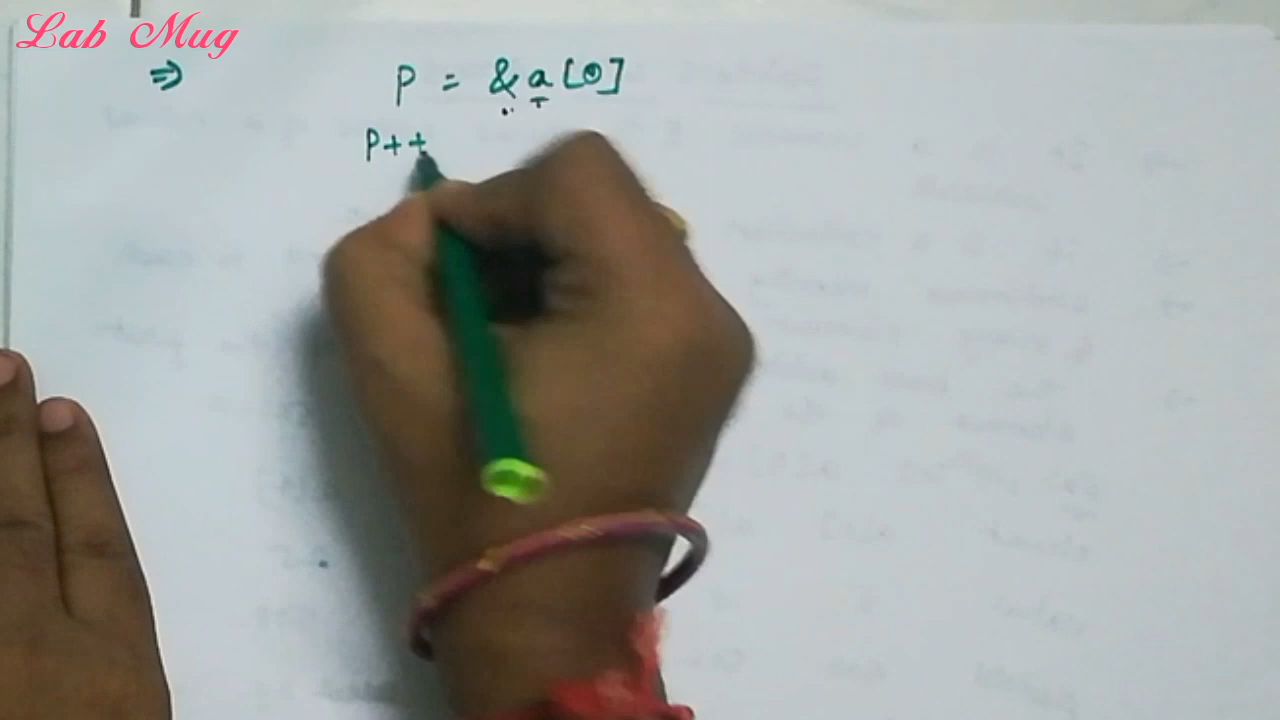 Lab Mug
⇒ P = &a[0]
P++